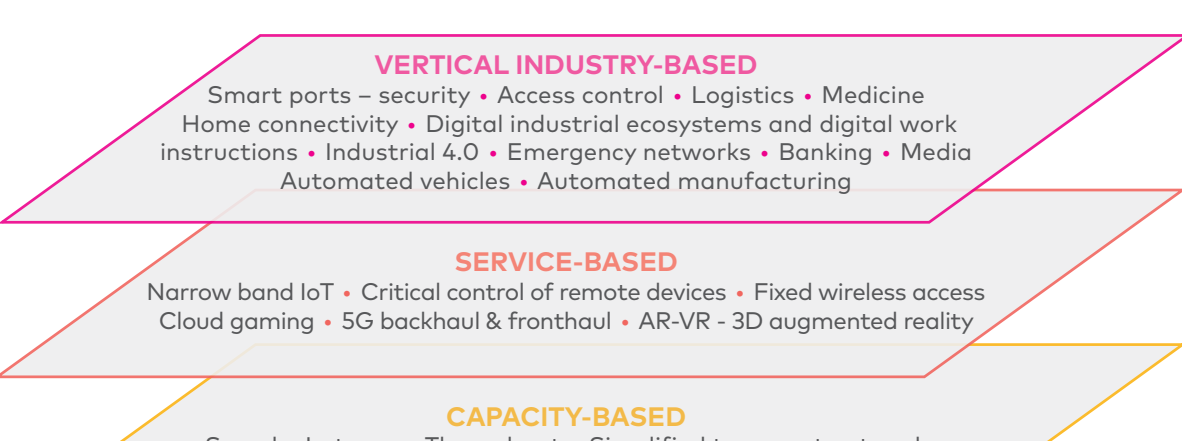 VERTICAL INDUSTRY-BASED
Smart ports – security • Access control • Logistics • Medicine
Home connectivity • Digital industrial ecosystems and digital work
instructions • Industrial 4.0 • Emergency networks • Banking • Media
Automated vehicles • Automated manufacturing
SERVICE-BASED
Narrow band IoT • Critical control of remote devices • Fixed wireless access
Cloud gaming • 5G backhaul & fronthaul • AR-VR - 3D augmented reality
CAPACITY-BASED